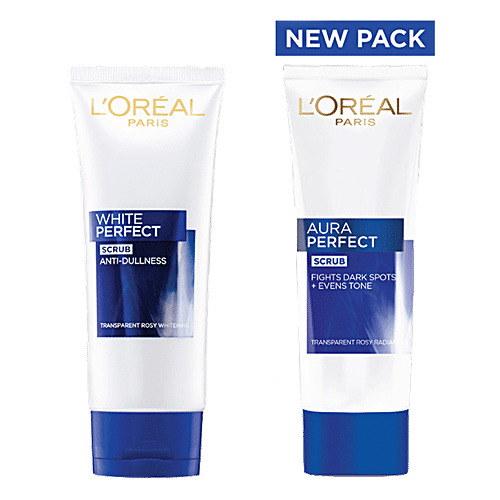 L'ORÉAL
PARIS
WHITE
PERFECT
SCRUB
ANTI-DULLNESS
TRANSPARENT ROSY WHITENING
NEW PACK
L'ORÉAL
PARIS
AURA
PERFECT
SCRUB
FIGHTS DARK SPOTS
+ EVENS TONE
TRANSPARENT ROSY